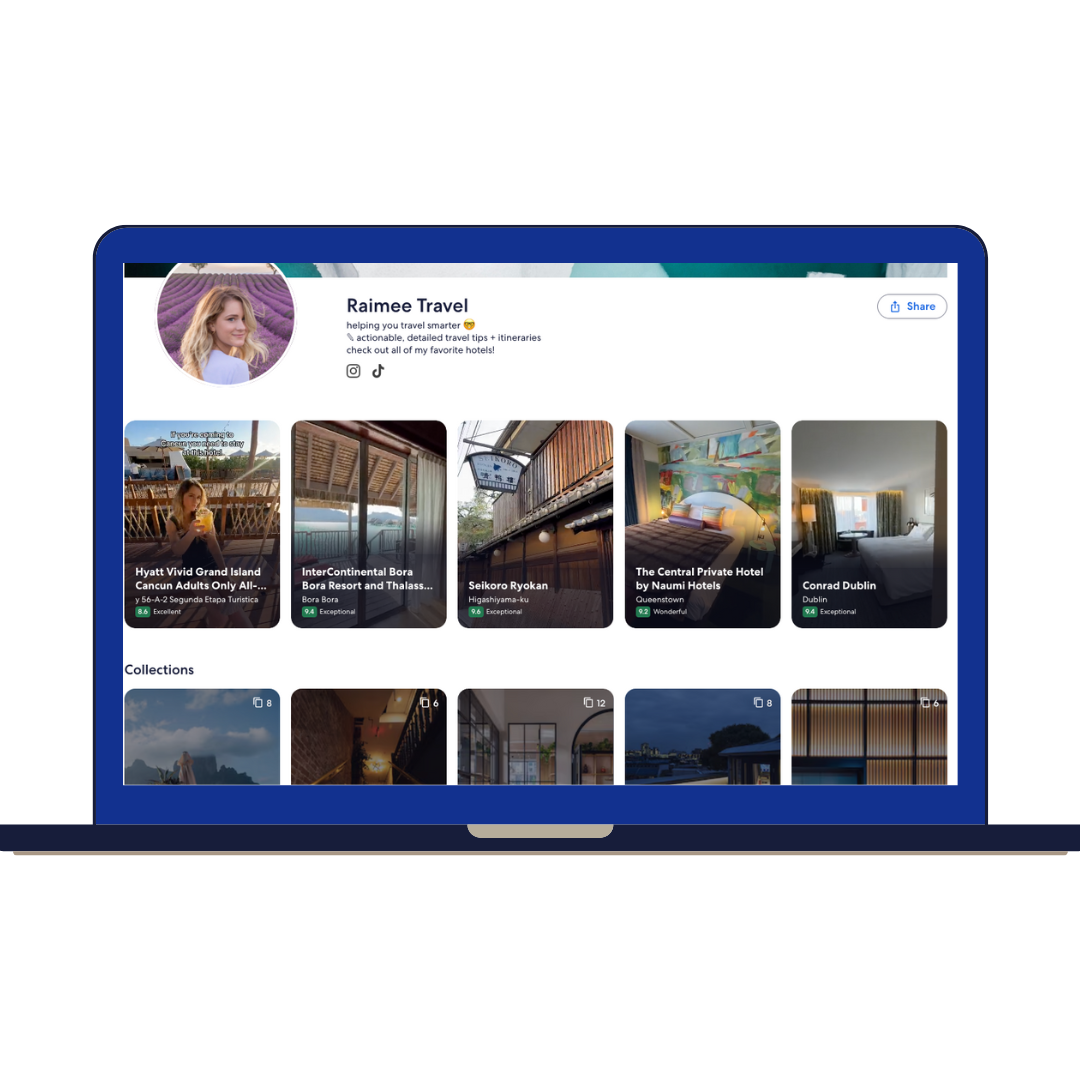 Raimee Travel
helping you travel smarter 🤓
✎ actionable, detailed travel tips + itineraries
check out all of my favorite hotels!
Share
If you're coming to
Cancun you need to stay
at this hotel..
Hyatt Vivid Grand Island
Cancun Adults Only All-...
y 56-A-2 Segunda Etapa Turistica
8.6 Excellent
InterContinental Bora
Bora Resort and Thalass...
Bora Bora
9.4 Exceptional
Seikoro Ryokan
Higashiyama-ku
9.6 Exceptional
The Central Private Hotel
by Naumi Hotels
Queenstown
9.2 Wonderful
Conrad Dublin
Dublin
9.4 Exceptional
Collections
8
6
12
8
6